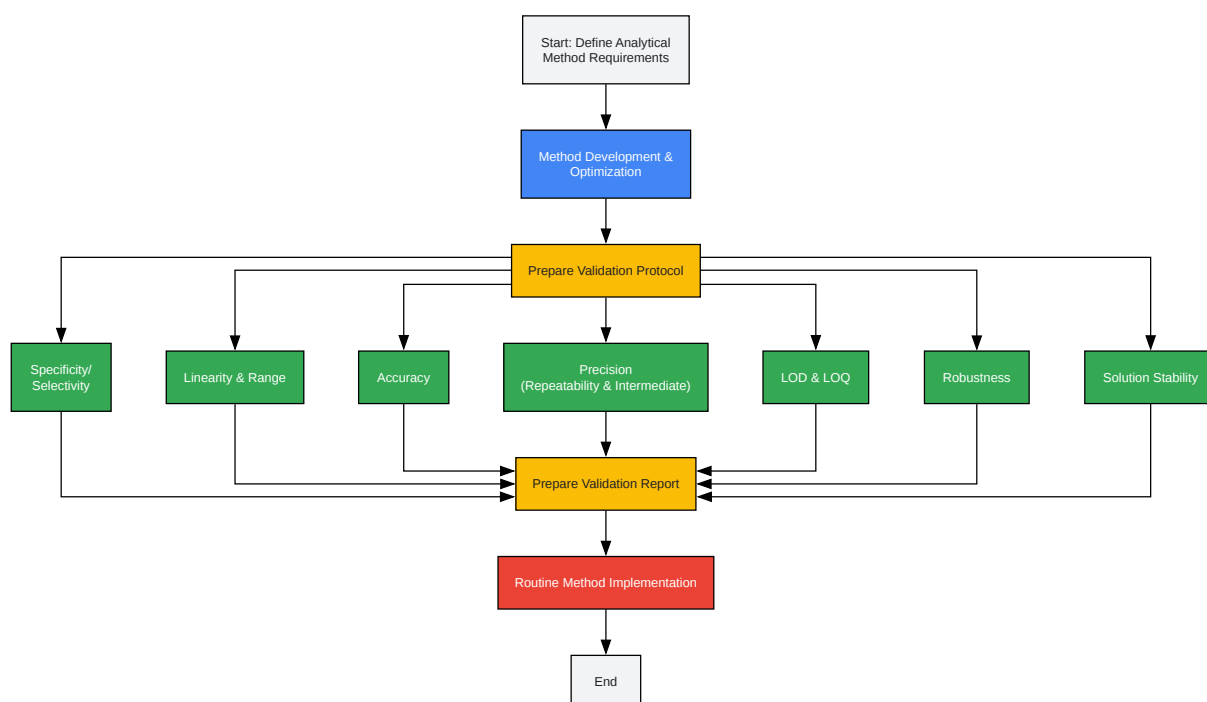 Start: Define Analytical
Method Requirements
Method Development &
Optimization
Prepare Validation Protocol
Specificity/
Selectivity
Linearity & Range
Accuracy
Precision
(Repeatability & Intermediate)
LOD & LOQ
Robustness
Solution Stability
Prepare Validation Report
Routine Method Implementation
End